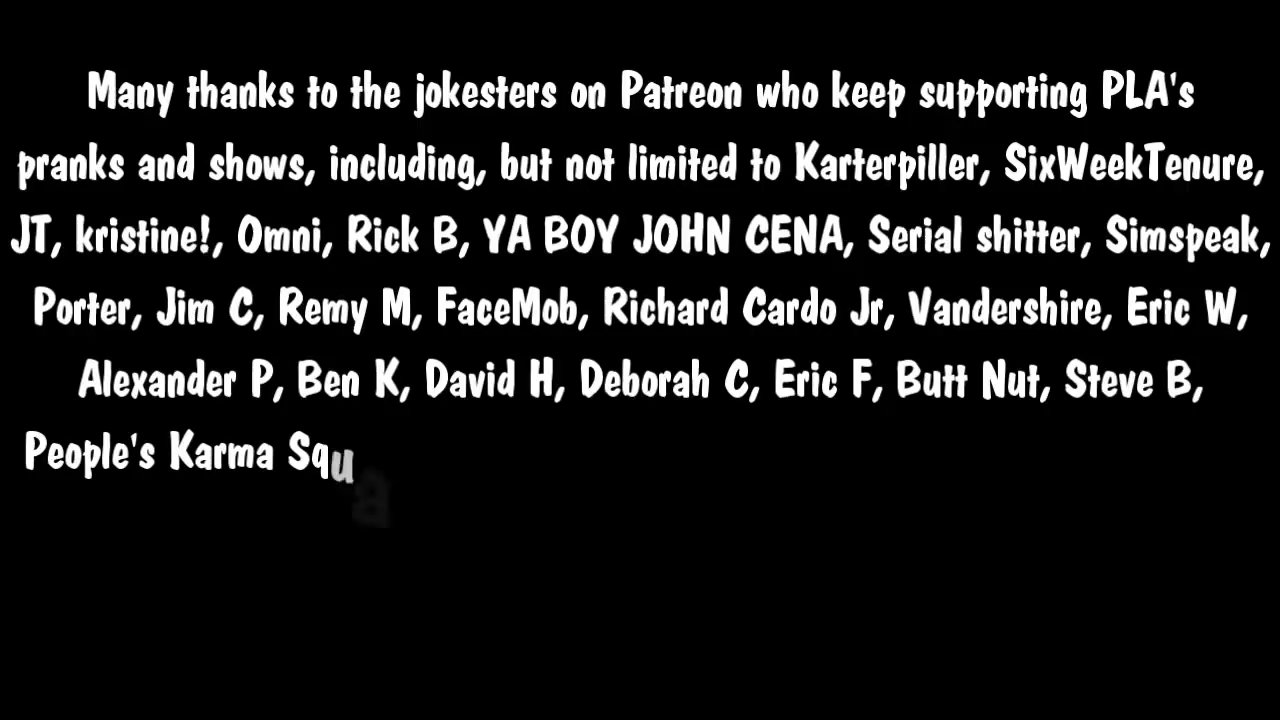 Many thanks to the jokesters on Patreon who keep supporting PLA's
pranks and shows, including, but not limited to Karterpiller, SixWeekTenure,
JT, kristine!, Omni, Rick B, YA BOY JOHN CENA, Serial shitter, Simspeak,
Porter, Jim C, Remy M, FaceMob, Richard Cardo Jr, Vandershire, Eric W,
Alexander P, Ben K, David H, Deborah C, Eric F, Butt Nut, Steve B,
People's Karma Squa